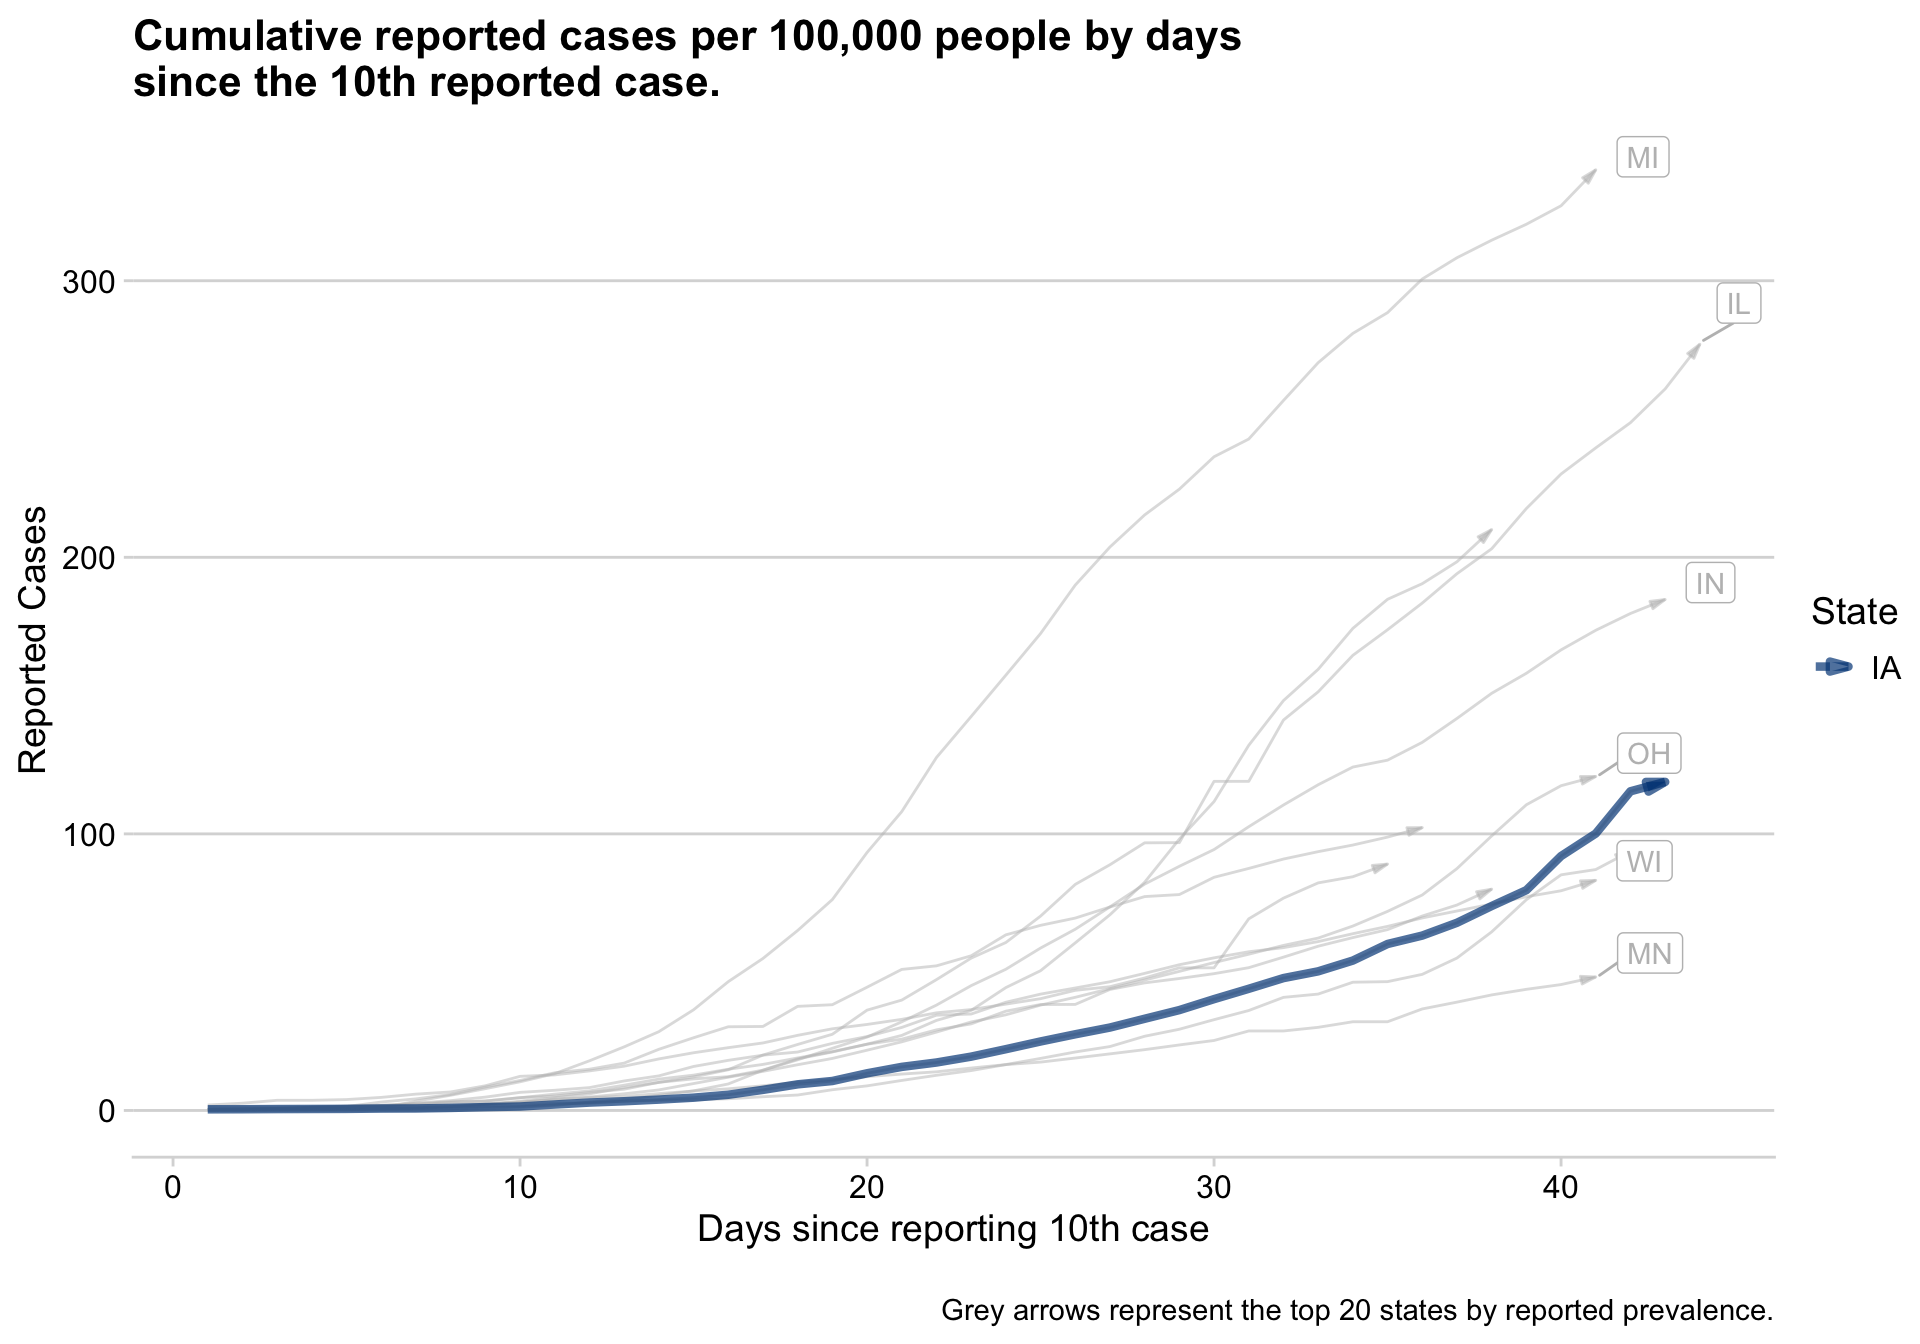 Cumulative reported cases per 100,000 people by days
since the 10th reported case.
MI
IL
300
Reported Cases
200
IN
State
IA
OH
100
WI
MN
0
0 10 20 30 40
Days since reporting 10th case
Grey arrows represent the top 20 states by reported prevalence.